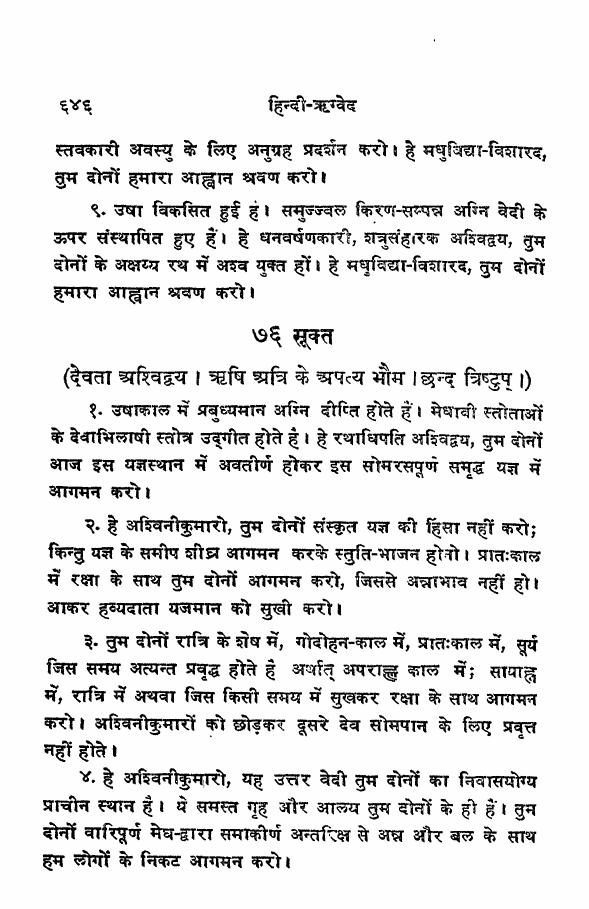 ६४६ हिन्दी-ऋग्वेद
स्तवकारी अवस्यु के लिए अनुग्रह प्रदर्शन करो। हे मधुविद्या-विशारद,
तुम दोनों हमारा आह्वान श्रवण करो।
९. उषा विकसित हुई हं। समुज्ज्वल किरण-सम्पन्न अग्नि वेदी के
ऊपर संस्थापित हुए हैं। हे धनवर्षणकारी, शत्रुसंहारक अश्विद्वय, तुम
दोनों के अक्षय्य रथ में अश्व युक्त हों। हे मधुविद्या-विशारद, तुम दोनों
हमारा आह्वान श्रवण करो।
७६ सूक्त
(देवता अश्विद्वय। ऋषि अत्रि के अपत्य भौम।छन्द त्रिष्टुप्।)
१. उषाकाल में प्रबुध्यमान अग्नि दीप्ति होते हैं। मेधावी स्तोताओं
के देवाभिलाषी स्तोत्र उद्गीत होते है। हे रथाधिपति अश्विद्वय, तुम दोनों
आज इस यज्ञस्थान में अवतीर्ण होकर इस सोमरसपूर्ण समृद्ध यज्ञ में
आगमन करो।
२. हे अश्विनीकुमारो, तुम दोनों संस्कृत यज्ञ की हिंसा नहीं करो;
किन्तु यज्ञ के समीप शीघ्र आगमन करके स्तुति-भाजन होओ। प्रातःकाल
में रक्षा के साथ तुम दोनों आगमन करो, जिससे अन्नाभाव नहीं हो।
आकर हव्यदाता यजमान को सुखी करो।
३. तुम दोनों रात्रि के शेष में, गोदोहन-काल में, प्रातःकाल में, सूर्य
जिस समय अत्यन्त प्रवृद्ध होते है अर्थात् अपराह्ण काल में; सायाह्न
में, रात्रि में अथवा जिस किसी समय में सुखकर रक्षा के साथ आगमन
करो। अश्विनीकुमारों को छोड़कर दूसरे देव सोमपान के लिए प्रवृत्त
नहीं होते।
४. हे अश्विनीकुमारो, यह उत्तर वेदी तुम दोनों का निवासयोग्य
प्राचीन स्थान है। ये समस्त गृह और आलय तुम दोनों के ही हैं। तुम
दोनों वारिपूर्ण मेघ-द्वारा समाकीर्ण अन्तरिक्ष से अन्न और बल के साथ
हम लोगों के निकट आगमन करो।